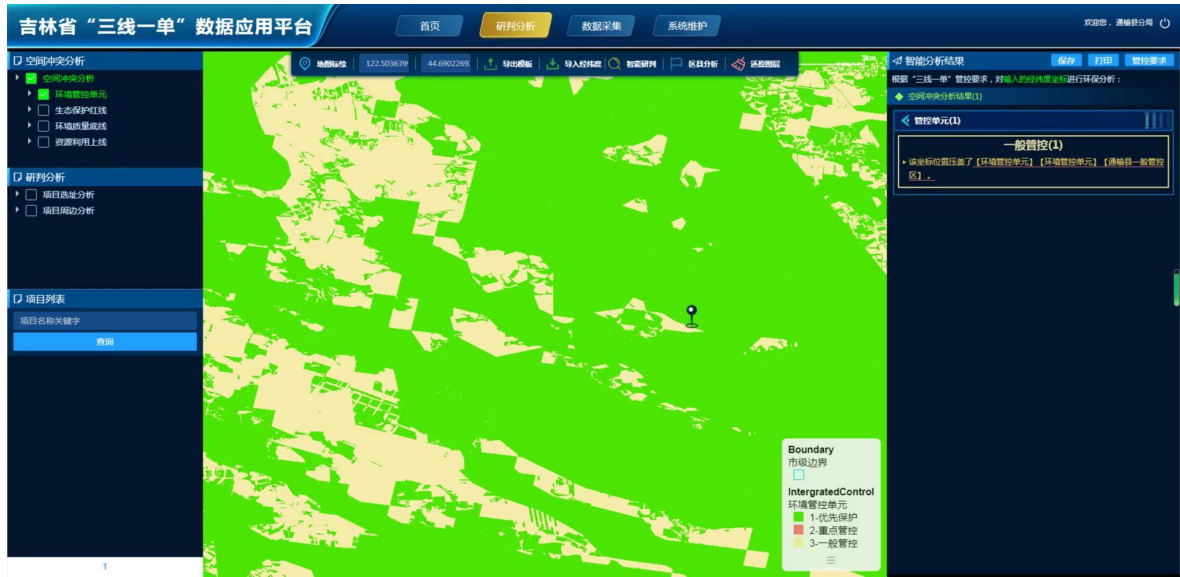 吉林省“三线一单”数据应用平台
首页
研判分析
数据采集
系统维护
欢迎您,通榆县分局
空间冲突分析
空间冲突分析
环境管控单元
生态保护红线
环境质量底线
资源利用上线
研判分析
项目选址分析
项目周边分析
项目列表
项目名称关键字
查询
1
地图标绘
122.503639
44.6902269
导出模板
导入经纬度
智能研判
区县分析
还原图层
3km
Boundary
市级边界
IntergratedControl
环境管控单元
1-优先保护
2-重点管控
3-一般管控
智能分析结果
保存
打印
管控要求
根据“三线一单”管控要求,对输入的经纬度坐标进行环保分析:
空间冲突分析结果(1)
管控单元(1)
一般管控(1)
该坐标位置压盖了【环境管控单元】【环境管控单元】【通榆县一般管控
区】。